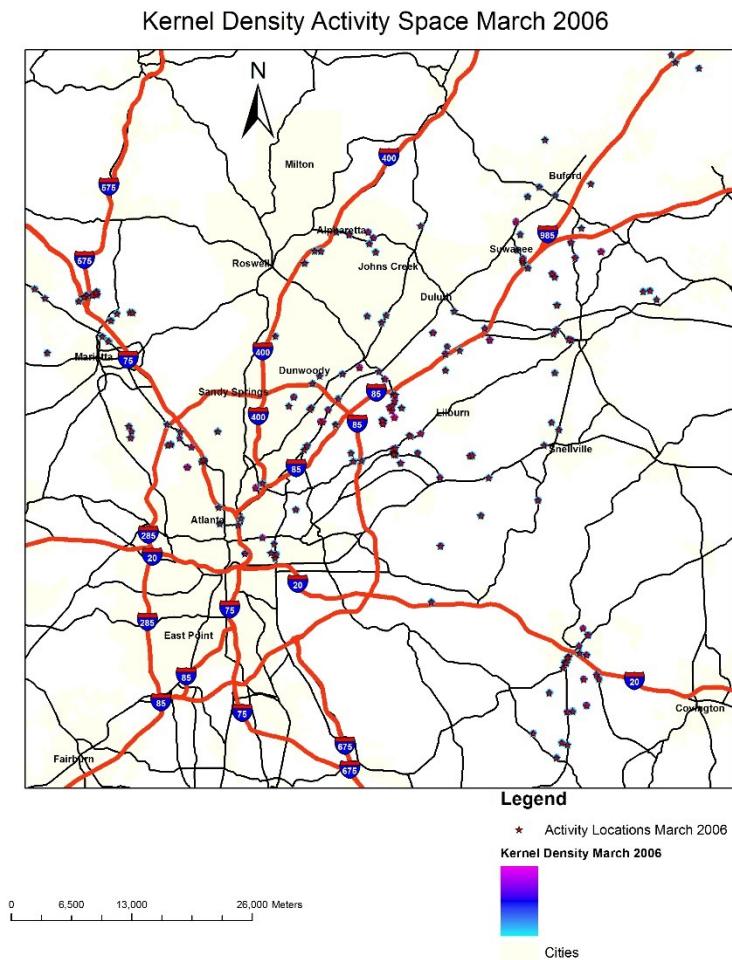 Kernel Density Activity Space March 2006
N
400
Milton
575
Buford
Alpharetta
985
Suwanee
Roswell
575
Johns Creek
Duluth
400
Marietta
75
Dunwoody
Sandy Springs
85
400
85
Lilburn
Snellville
85
Atlanta
285
20
20
75
285
East Point
85
20
85
75
Covington
675
Fairburn
675
Legend
Activity Locations March 2006
Kernel Density March 2006
0 6,500 13,000 26,000 Meters
Cities